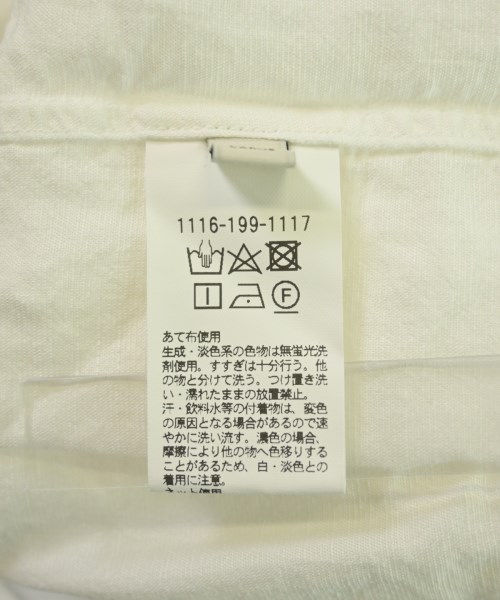 1116-199-1117
F
あて布使用
生成・淡色系の色物は無蛍光洗
剤使用。すすぎは十分行う。他
の物と分けて洗う。つけ置き洗
い・濡れたままの放置禁止。
汗・飲料水等の付着物は、変色
の原因となる場合があるので速
やかに洗い流す。濃色の場合、
摩擦により他の物へ色移りする
ことがあるため、白・淡色との
着用に注意。
ネット使用